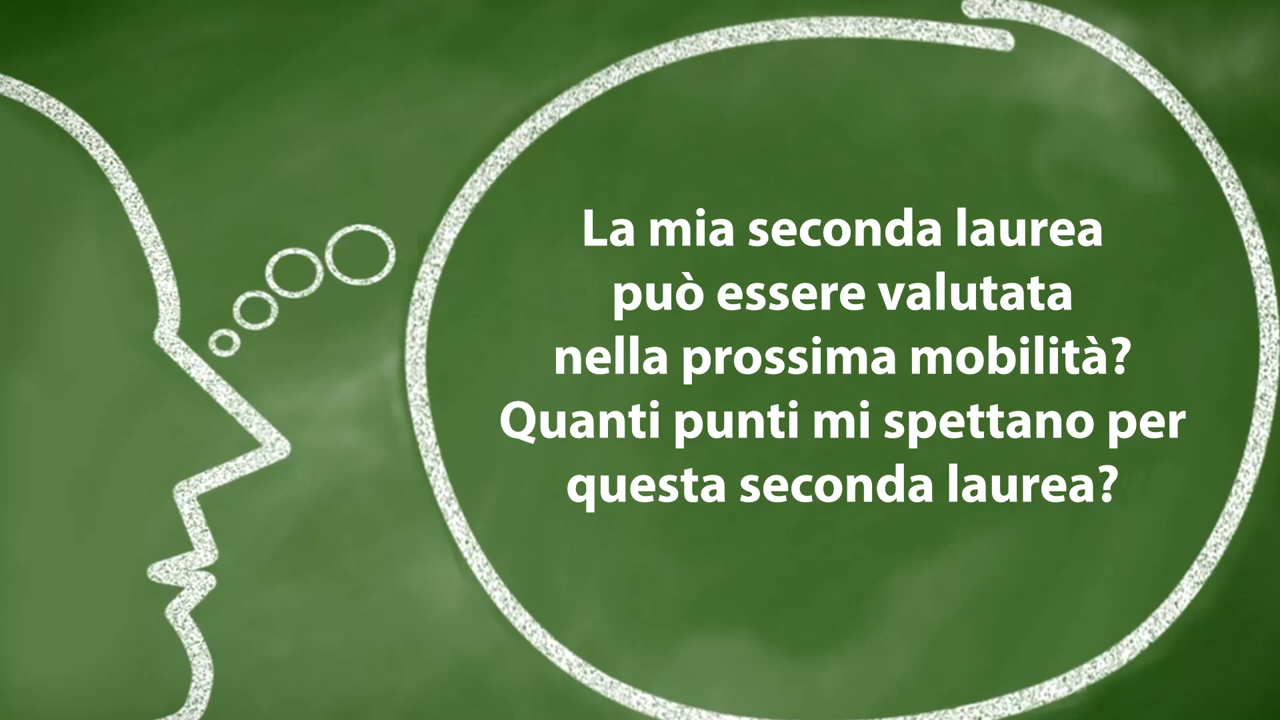 La mia seconda laurea
può essere valutata
nella prossima mobilità?
Quanti punti mi spettano per
questa seconda laurea?